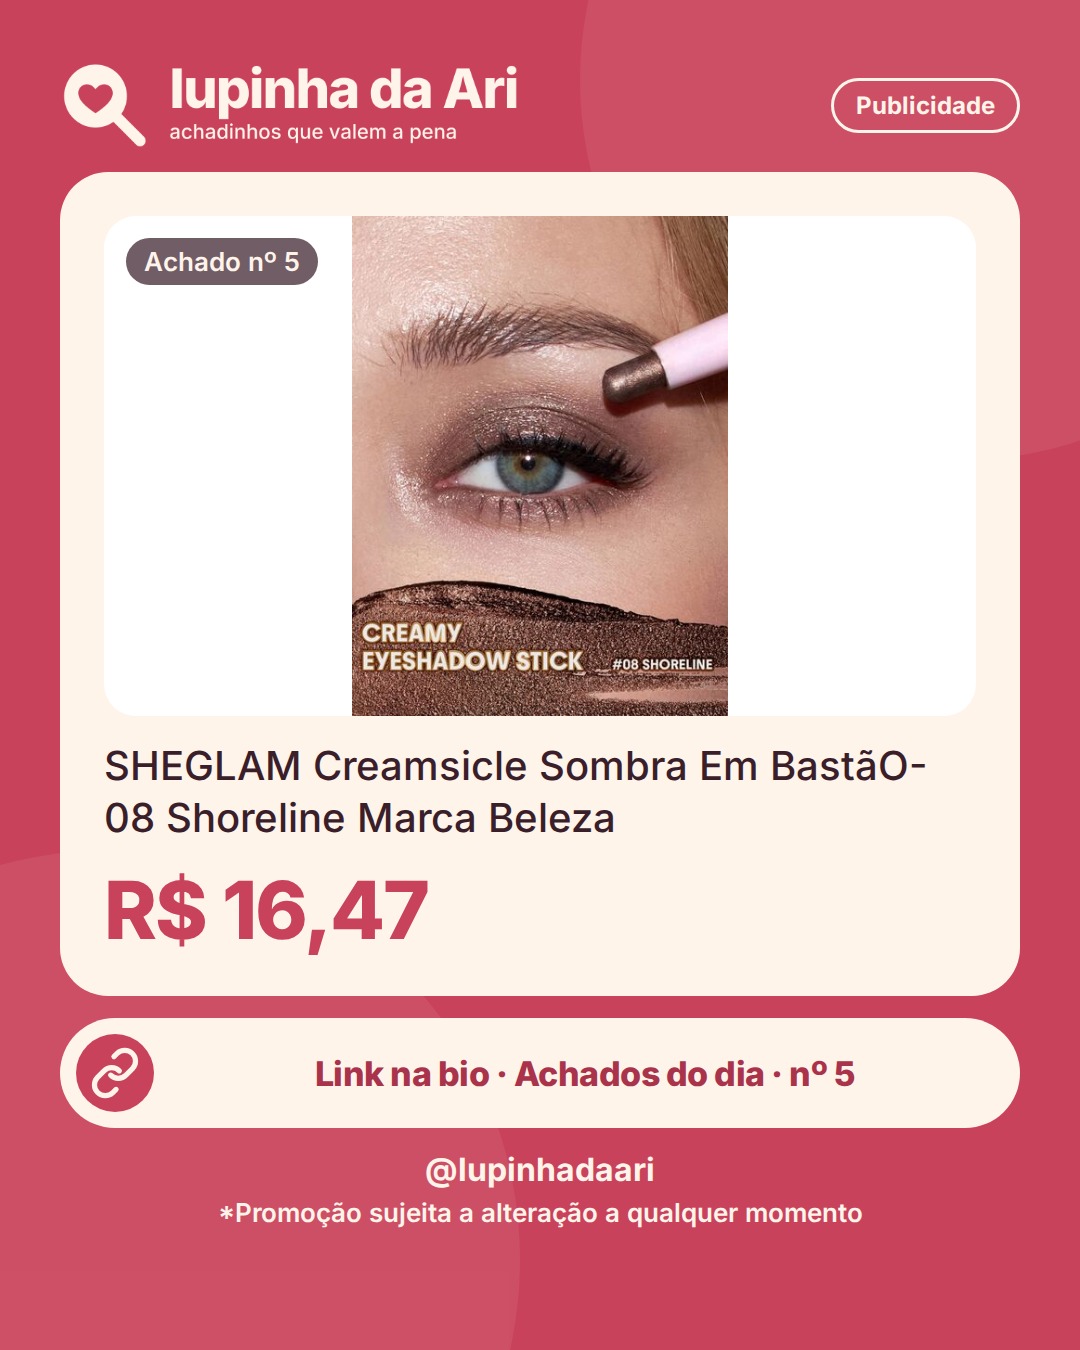 lupinha da Ari
achadinhos que valem a pena
Publicidade
Achado nº 5
CREAMY
EYESHADOW STICK #08 SHORELINE
SHEGLAM Creamsicle Sombra Em BastãO-
08 Shoreline Marca Beleza
R$ 16,47
Link na bio · Achados do dia · nº 5
@lupinhadaari
*Promoção sujeita a alteração a qualquer momento